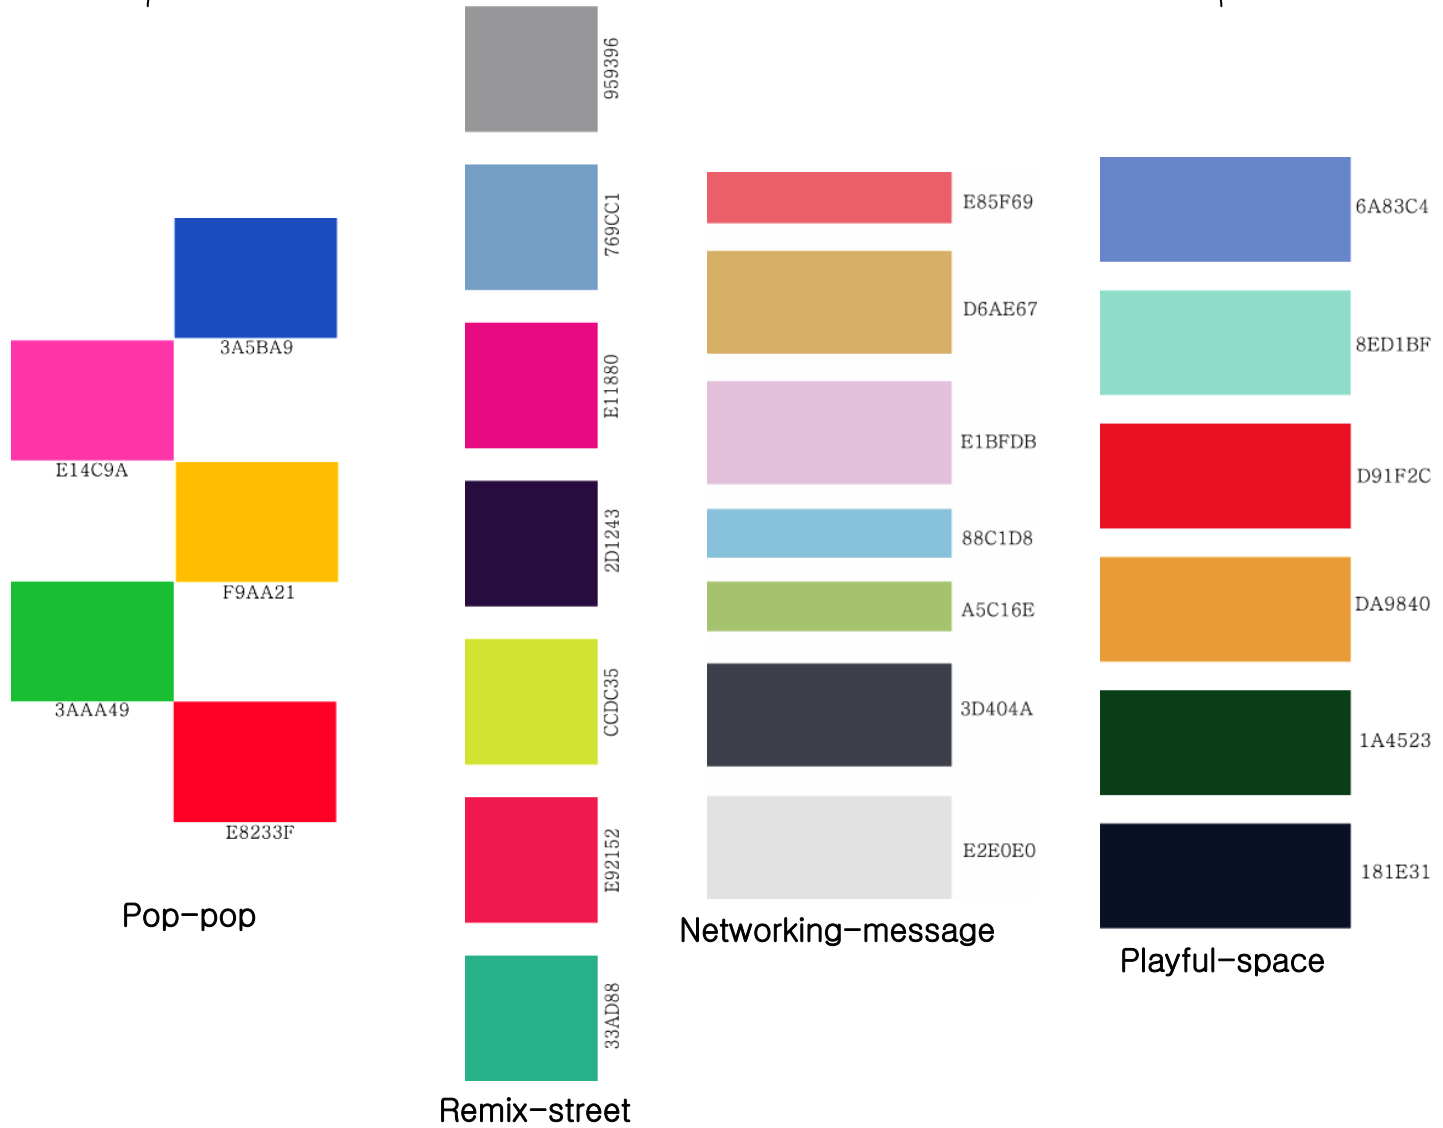 3A5BA9
E14C9A
F9AA21
3AAA49
E8233F
Pop-pop
959396
769CC1
E11880
2D1243
CCDC35
E92152
33AD88
Remix-street
E85F69
D6AE67
E1BFDB
88C1D8
A5C16E
3D404A
E2E0E0
Networking-message
6A83C4
8ED1BF
D91F2C
DA9840
1A4523
181E31
Playful-space